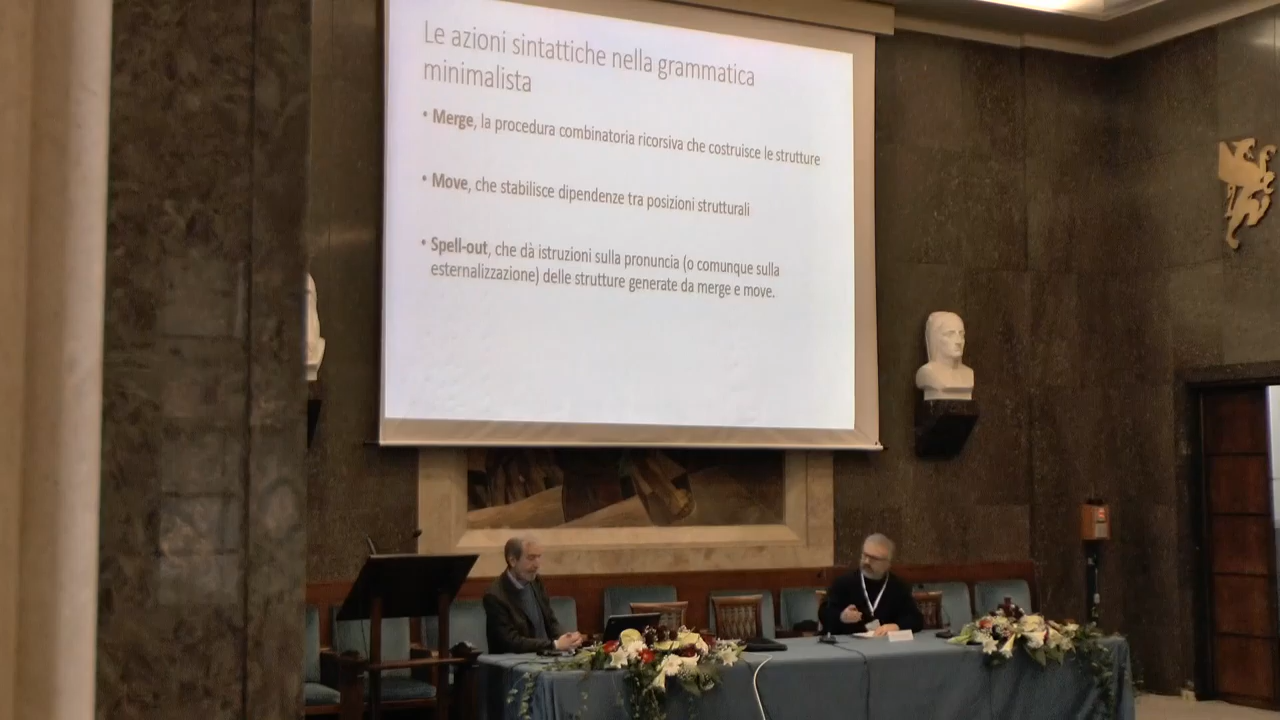 Le azioni sintattiche nella grammatica
minimalista
• Merge, la procedura combinatoria ricorsiva che costruisce le strutture
• Move, che stabilisce dipendenze tra posizioni strutturali
• Spell-out, che dà istruzioni sulla pronuncia (o comunque sulla
esternalizzazione) delle strutture generate da merge e move.